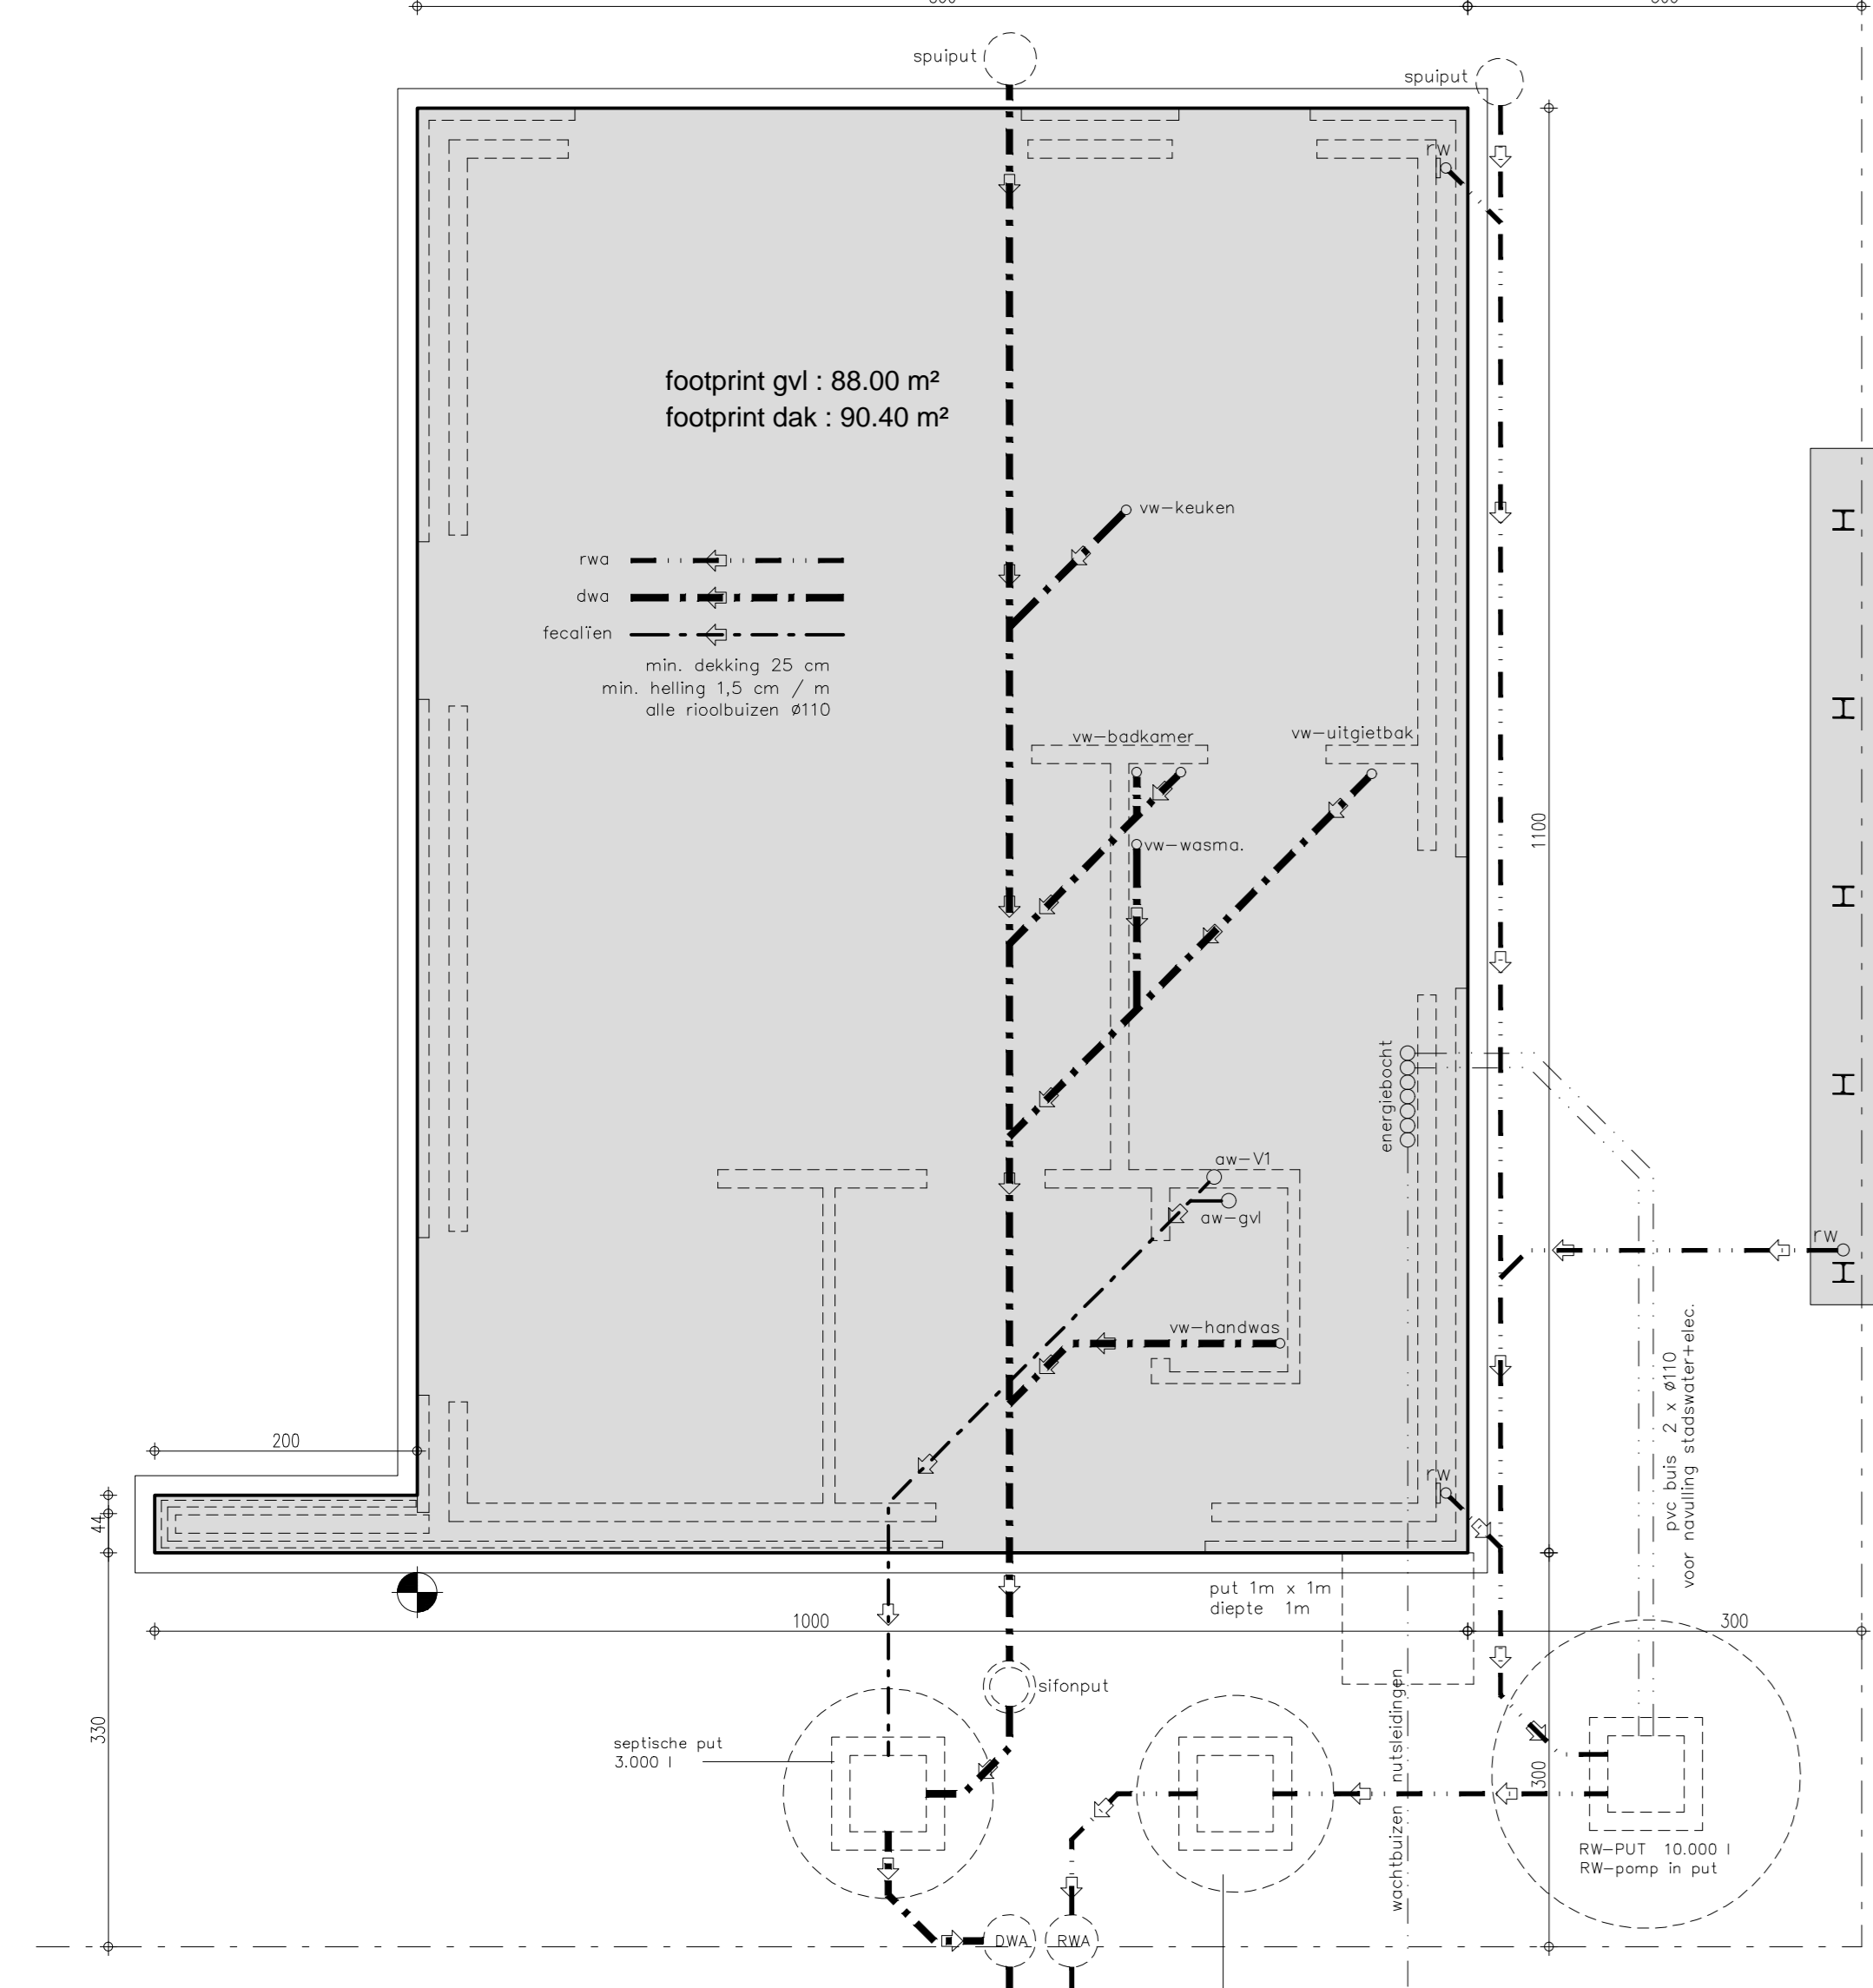 spuiput
spuiput
rw
footprint gvl : 88.00 m²
footprint dak : 90.40 m²
vw-keuken
rwa
dwa
fecalïen
min. dekking 25 cm
min. helling 1,5 cm / m
alle rioolbuizen ø110
vw-badkamer
vw-uitgietbak
vw-wasma.
1100
energiebocht
aw-V1
aw-gvl
rw
vw-handwas
pvc buis 2 x ø110
voor navulling stadswater+elec.
200
rw
44
put 1m x 1m
diepte 1m
1000
300
sifonput
wachtbuizen nutsleidingen
330
septische put
3.000 l
300
RW-PUT 10.000 l
RW-pomp in put
DWA
RWA